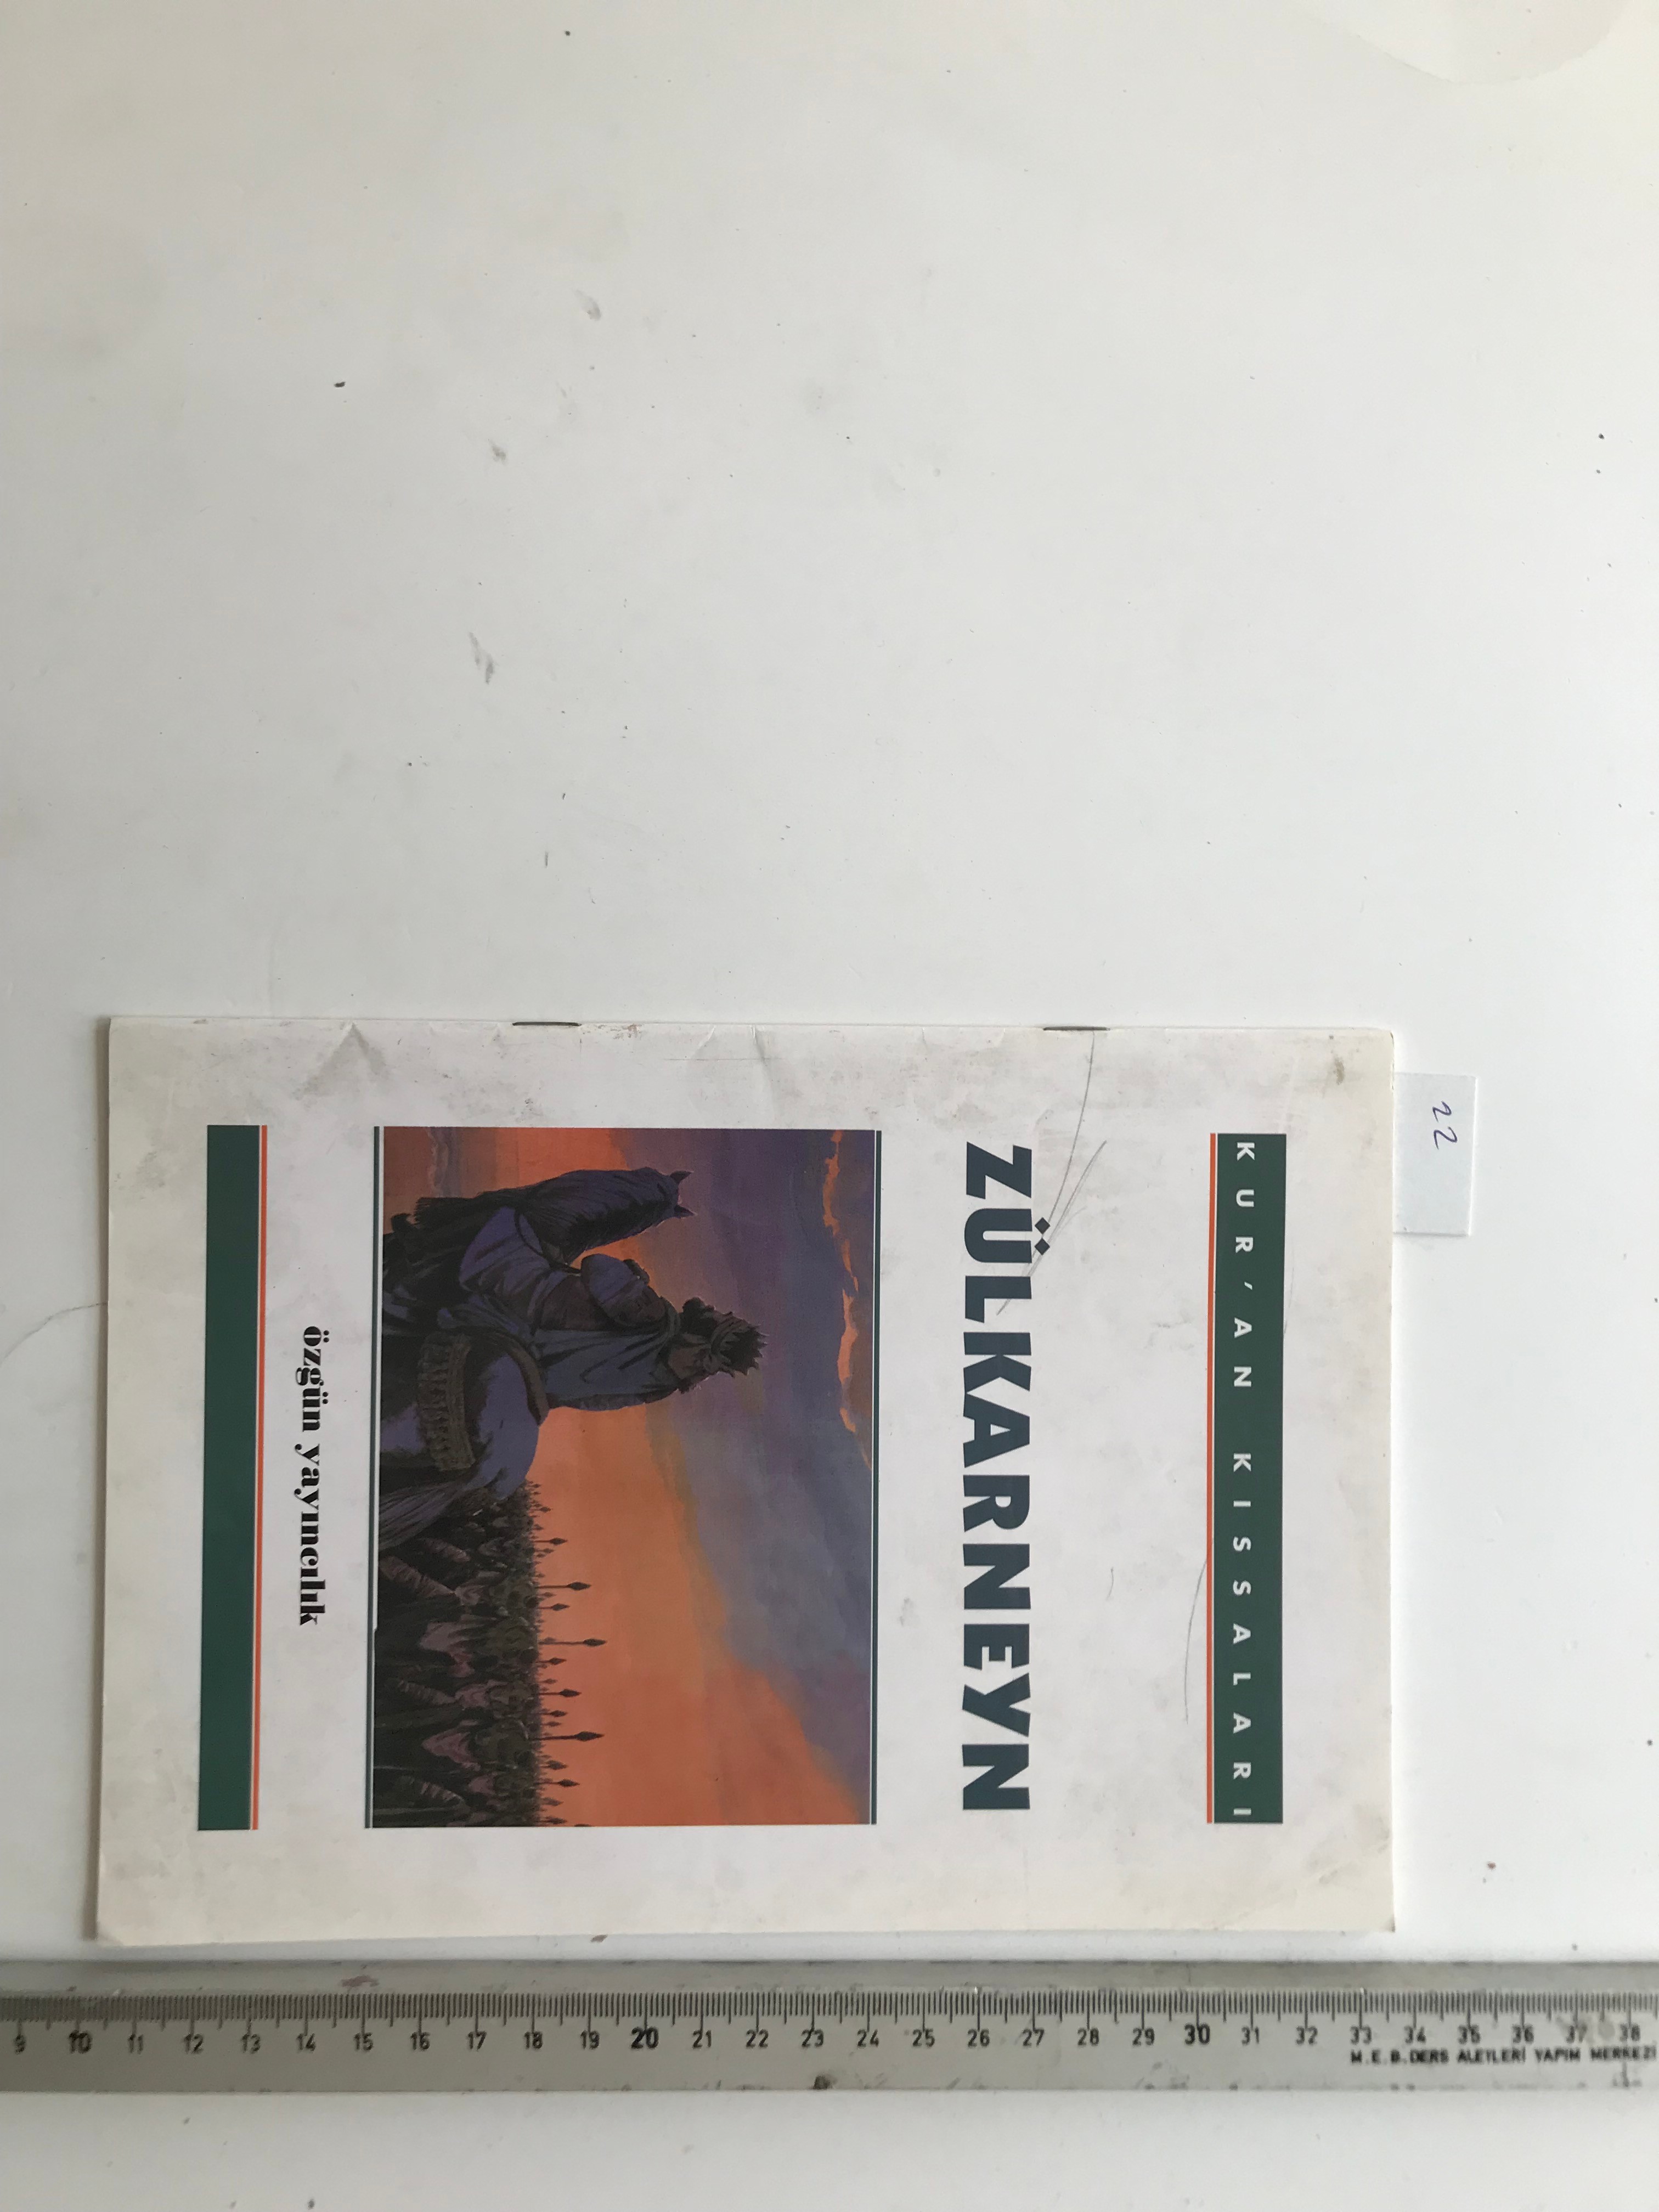 22
KUR'AN KISSALARI
ZÜLKARNEYN
özgün yayıncılık
9 10 11 12 13 14 15 16 17 18 19 20 21 22 23 24 25 26 27 28 29 30 31 32 33 34 35 36 37 38
M.E.B. DERS ALETLERİ YAPIM MERKEZİ